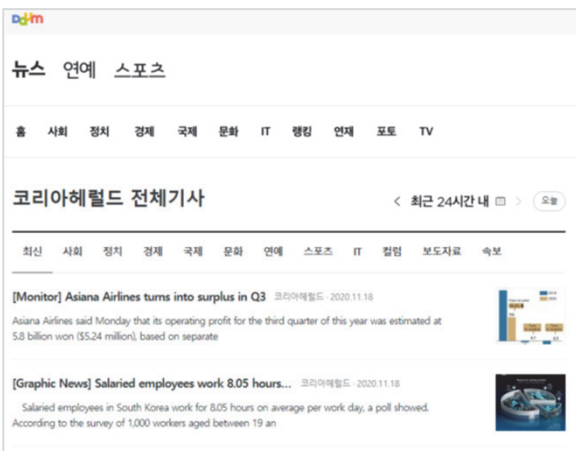 Daum
뉴스 연예 스포츠
홈 사회 정치 경제 국제 문화 IT 랭킹 연재 포토 TV
코리아헤럴드 전체기사 < 최근 24시간 내 > 오늘
최신 사회 정치 경제 국제 문화 연예 스포츠 IT 컬럼 보도자료 속보
[Monitor] Asiana Airlines turns into surplus in Q3 코리아헤럴드 · 2020.11.18
Asiana Airlines said Monday that its operating profit for the third quarter of this year was estimated at
5.8 billion won ($5.24 million), based on separate
[Graphic News] Salaried employees work 8.05 hours... 코리아헤럴드 · 2020.11.18
Salaried employees in South Korea work for 8.05 hours on average per work day, a poll showed.
According to the survey of 1,000 workers aged between 19 an